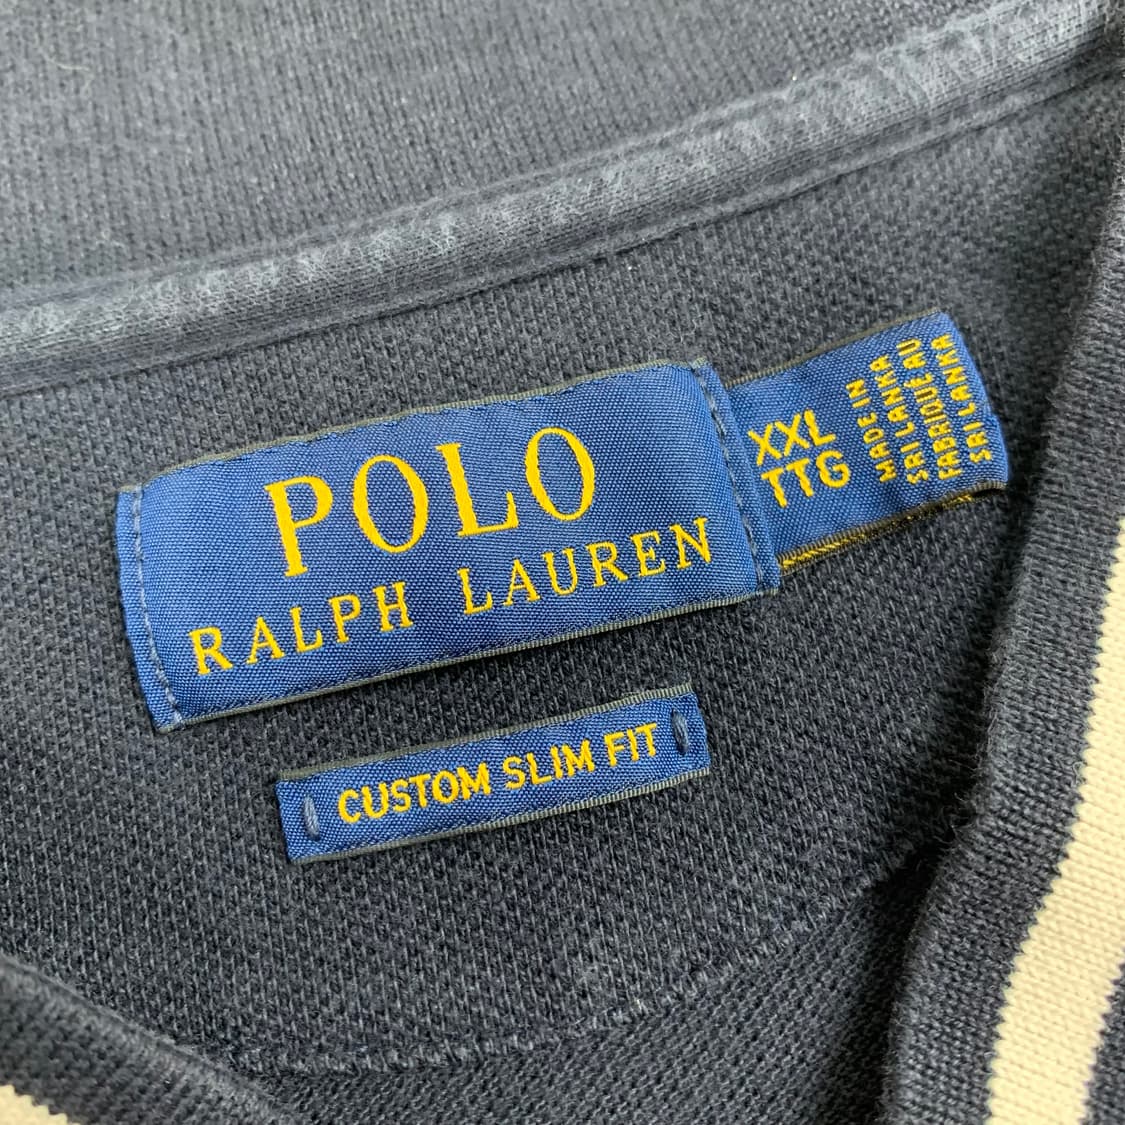 POLO
RALPH LAUREN
XXL
TTG
MADE IN
SRI LANKA
FABRIQUÉ AU
SRI LANKA
CUSTOM SLIM FIT